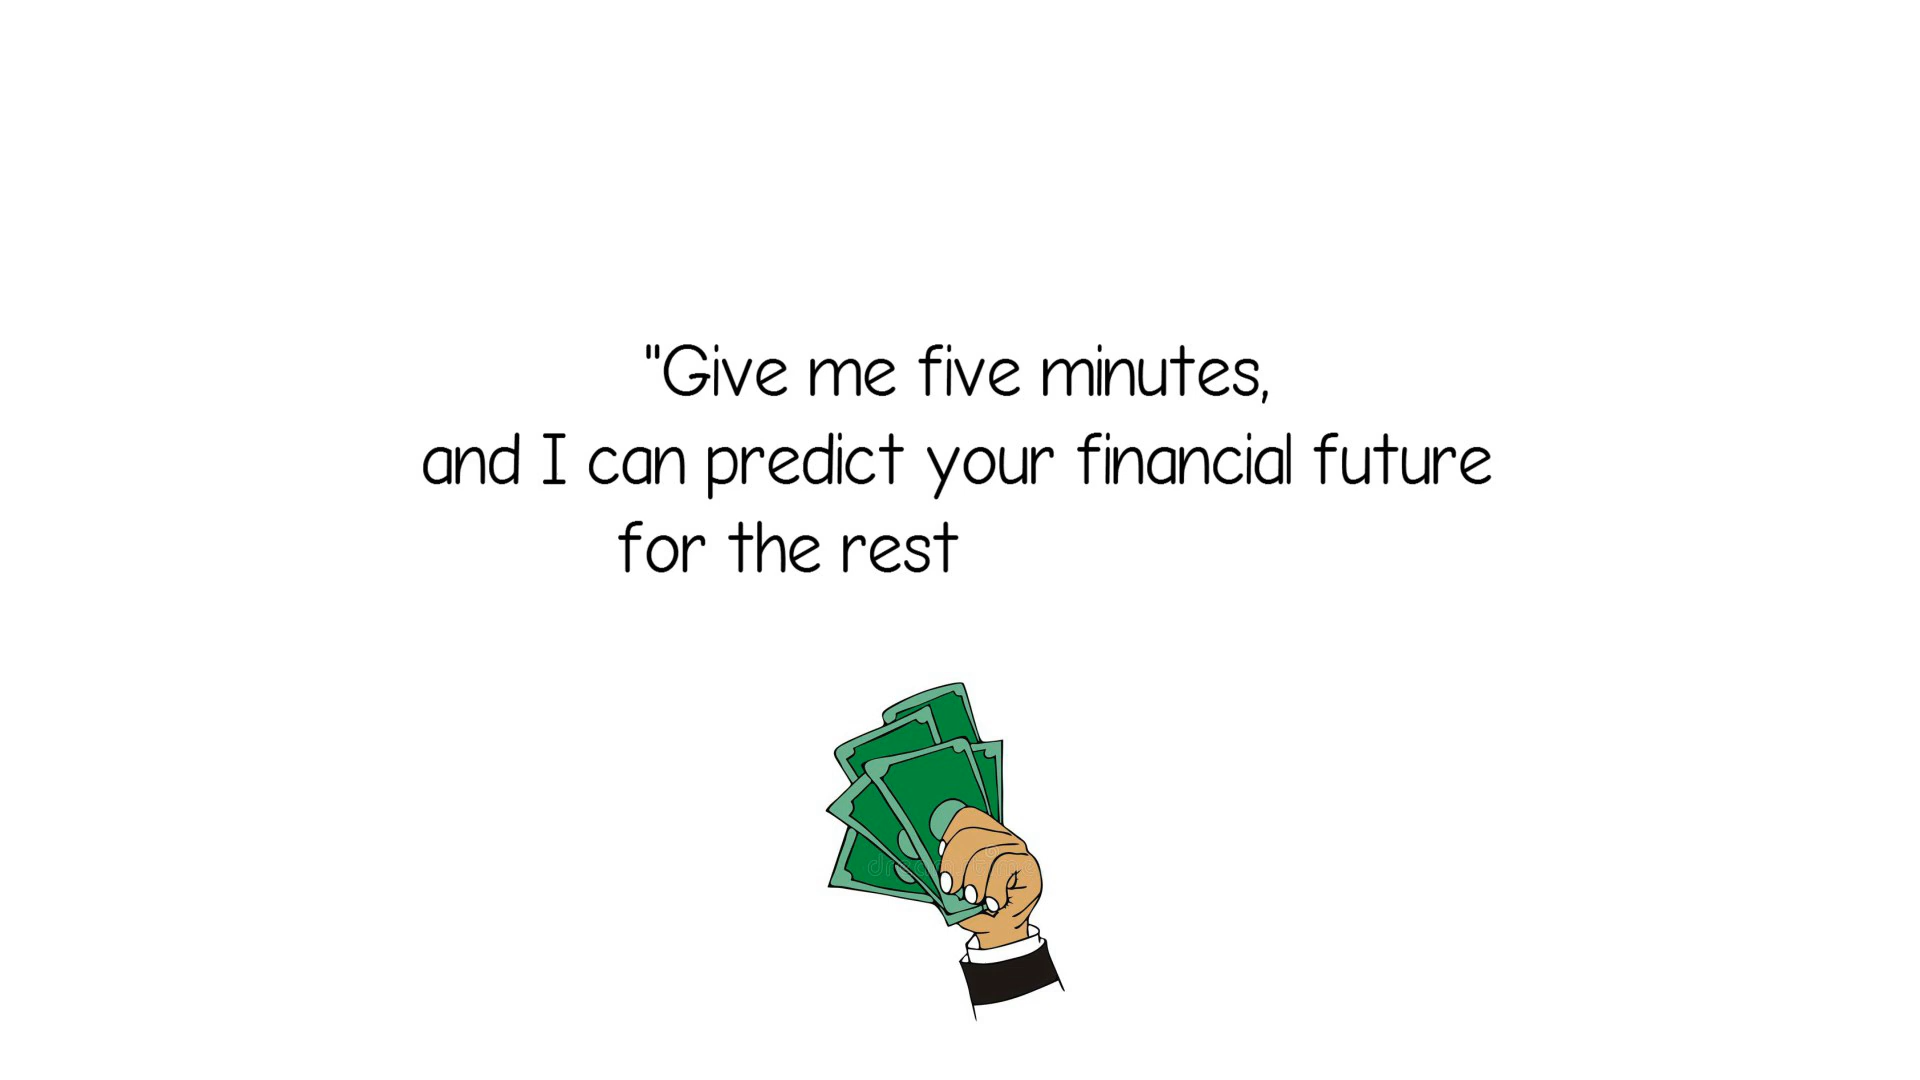 "Give me five minutes,
and I can predict your financial future
for the rest